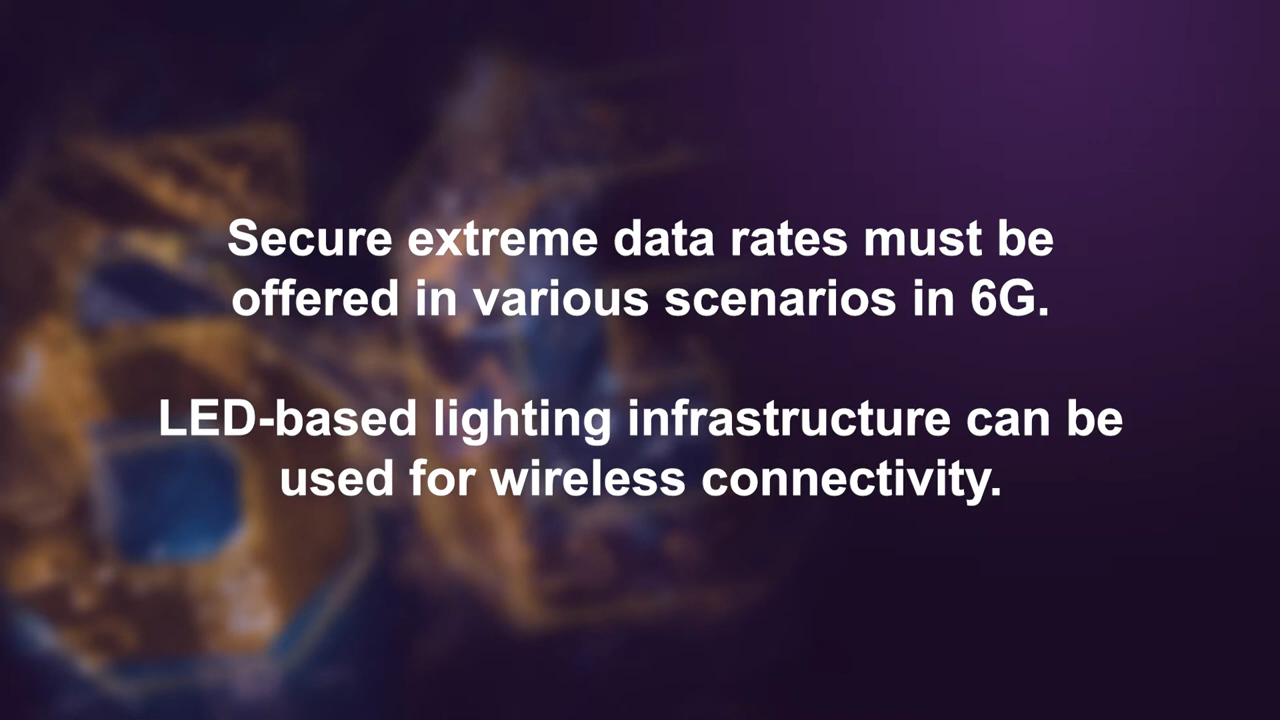 Secure extreme data rates must be
offered in various scenarios in 6G.
LED-based lighting infrastructure can be
used for wireless connectivity.